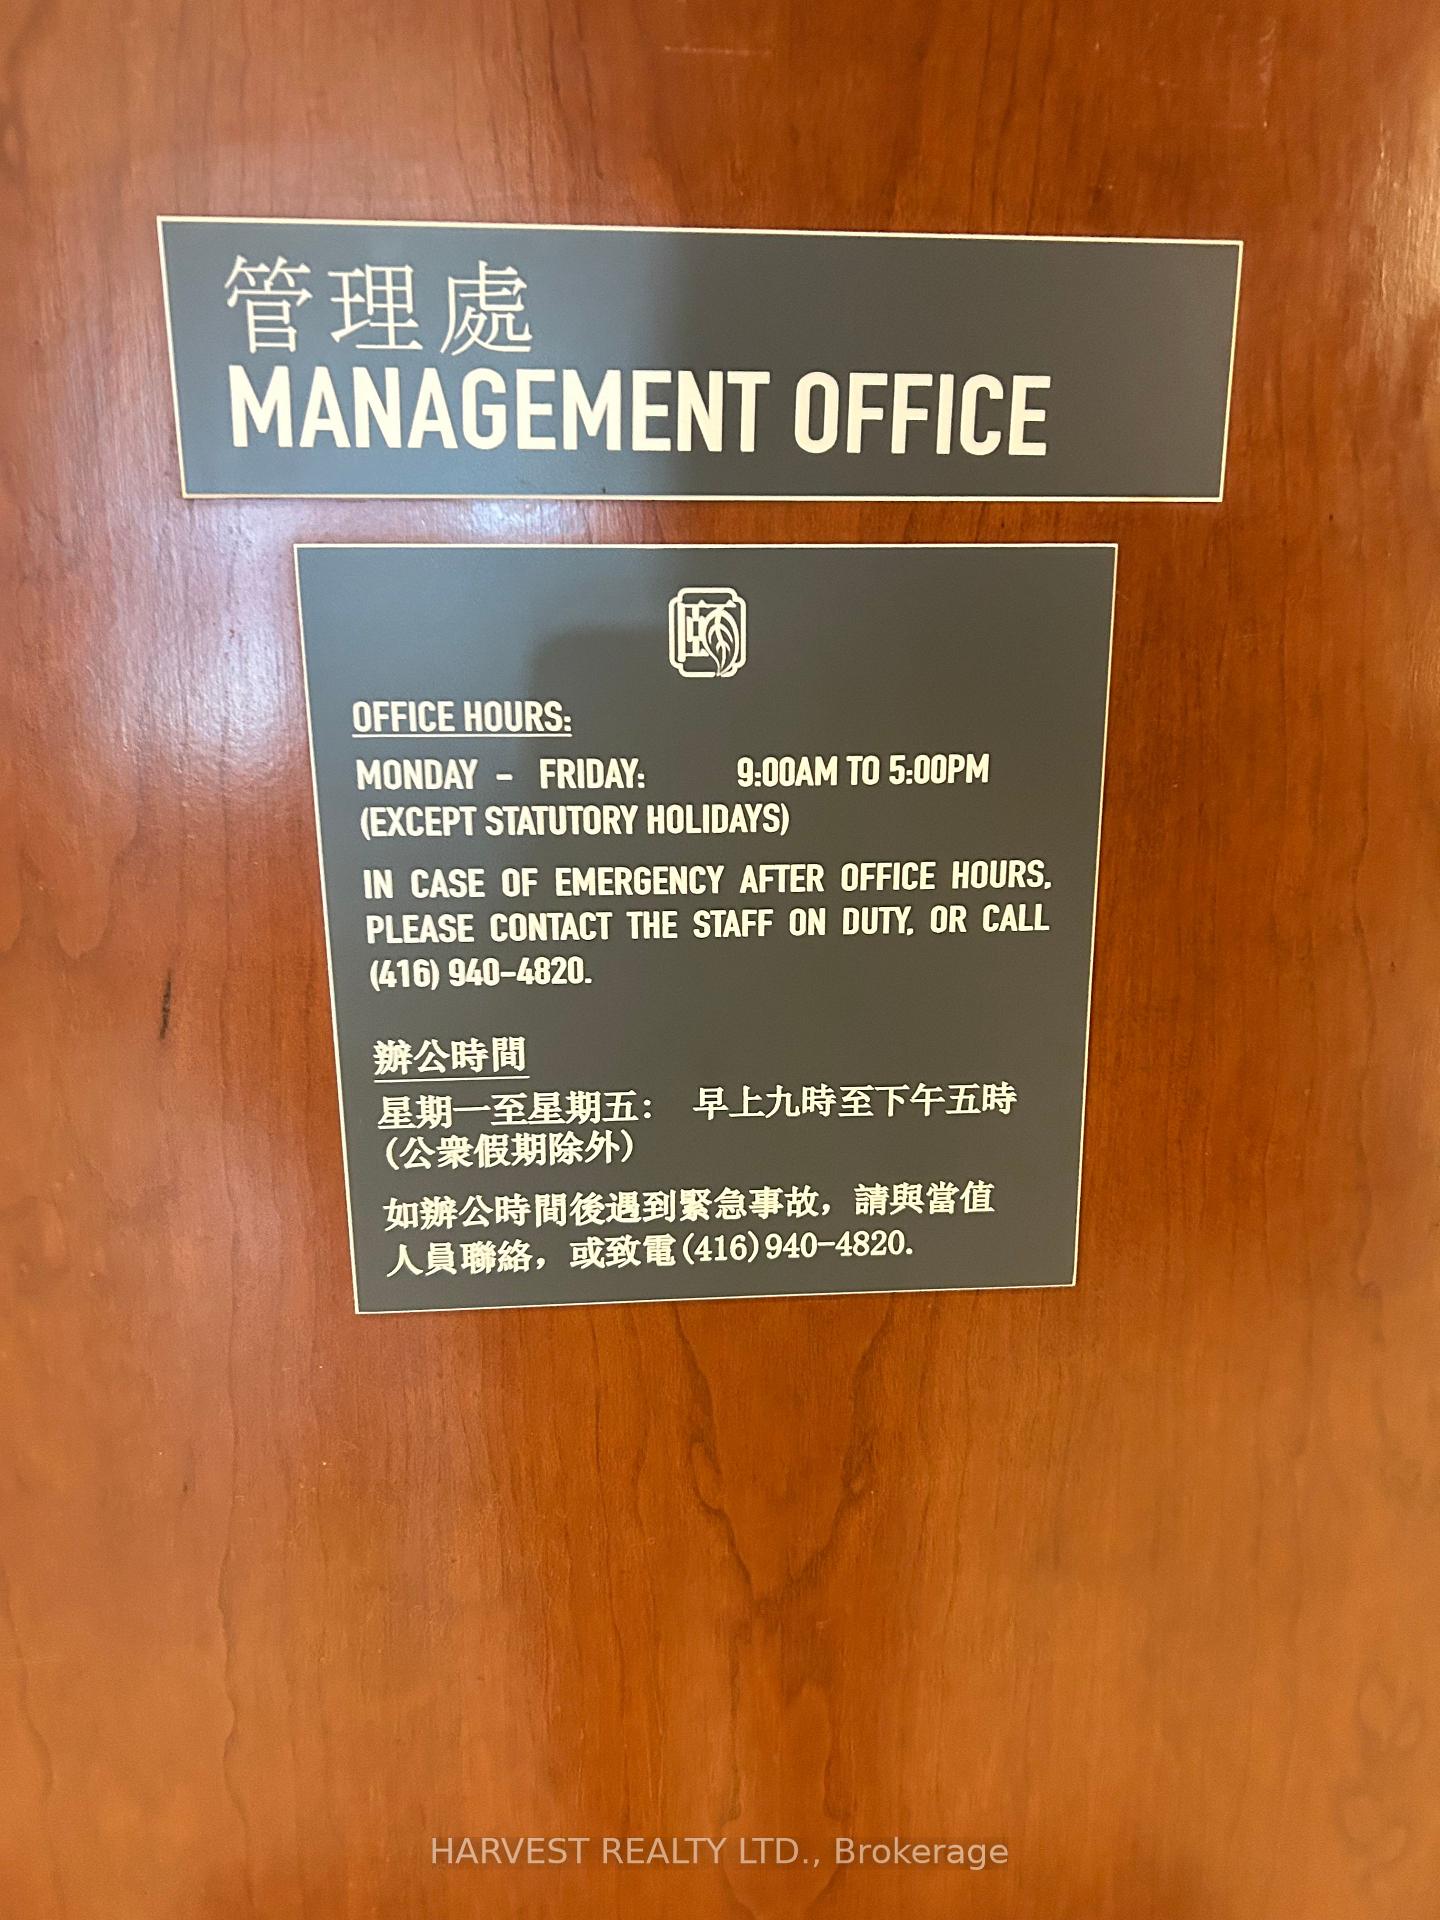 管理處
MANAGEMENT OFFICE
OFFICE HOURS:
MONDAY - FRIDAY: 9:00AM TO 5:00PM
(EXCEPT STATUTORY HOLIDAYS)
IN CASE OF EMERGENCY AFTER OFFICE HOURS,
PLEASE CONTACT THE STAFF ON DUTY, OR CALL
(416) 940-4820.
辦公時間
星期一至星期五: 早上九時至下午五時
(公衆假期除外)
如辦公時間後遇到緊急事故，請與當值
人員聯絡，或致電(416)940-4820.
HARVEST REALTY LTD., Brokerage